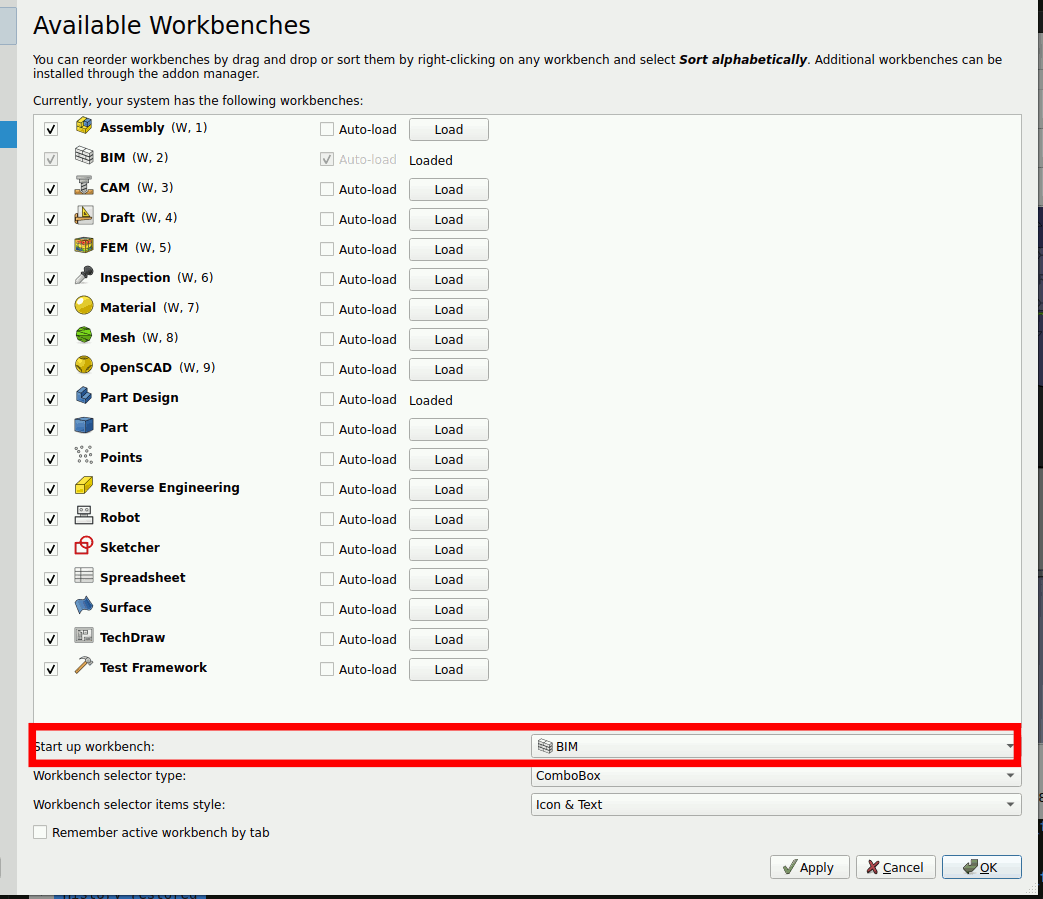 Available Workbenches
You can reorder workbenches by drag and drop or sort them by right-clicking on any workbench and select Sort alphabetically. Additional workbenches can be
installed through the addon manager.
Currently, your system has the following workbenches:
Assembly (W, 1) Auto-load Load
BIM (W, 2) Auto-load Loaded
CAM (W, 3) Auto-load Load
Draft (W, 4) Auto-load Load
FEM (W, 5) Auto-load Load
Inspection (W, 6) Auto-load Load
Material (W, 7) Auto-load Load
Mesh (W, 8) Auto-load Load
OpenSCAD (W, 9) Auto-load Load
Part Design Auto-load Loaded
Part Auto-load Load
Points Auto-load Load
Reverse Engineering Auto-load Load
Robot Auto-load Load
Sketcher Auto-load Load
Spreadsheet Auto-load Load
Surface Auto-load Load
TechDraw Auto-load Load
Test Framework Auto-load Load
Start up workbench: BIM
Workbench selector type: ComboBox
Workbench selector items style: Icon & Text
Remember active workbench by tab
Apply Cancel OK